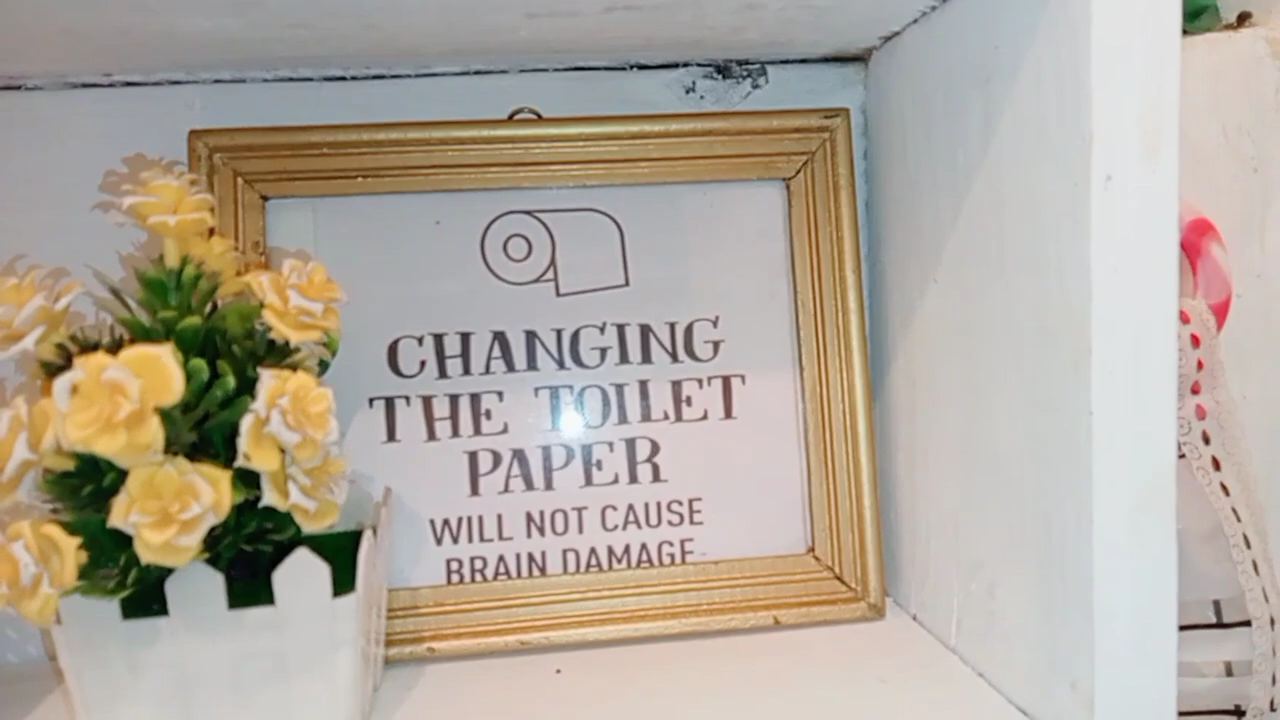 CHANGING
THE TOILET
PAPER
WILL NOT CAUSE
BRAIN DAMAGE